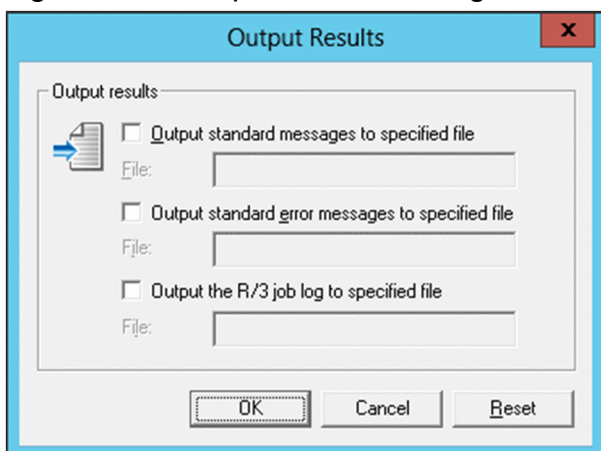 Output Results
x
Output results
Output standard messages to specified file
File:
Output standard error messages to specified file
File:
Output the R/3 job log to specified file
File:
OK Cancel Reset